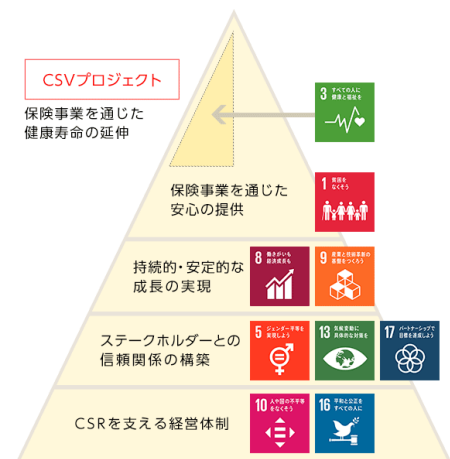 CSVプロジェクト
保険事業を通じた
健康寿命の延伸
3 すべての人に
健康と福祉を
保険事業を通じた
安心の提供
1 貧困を
なくそう
持続的・安定的な
成長の実現
8 働きがいも
経済成長も
9 産業と技術革新の
基盤をつくろう
ステークホルダーとの
信頼関係の構築
5 ジェンダー平等を
実現しよう
13 気候変動に
具体的な対策を
17 パートナーシップで
目標を達成しよう
CSRを支える経営体制
10 人や国の不平等
をなくそう
16 平和と公正を
すべての人に